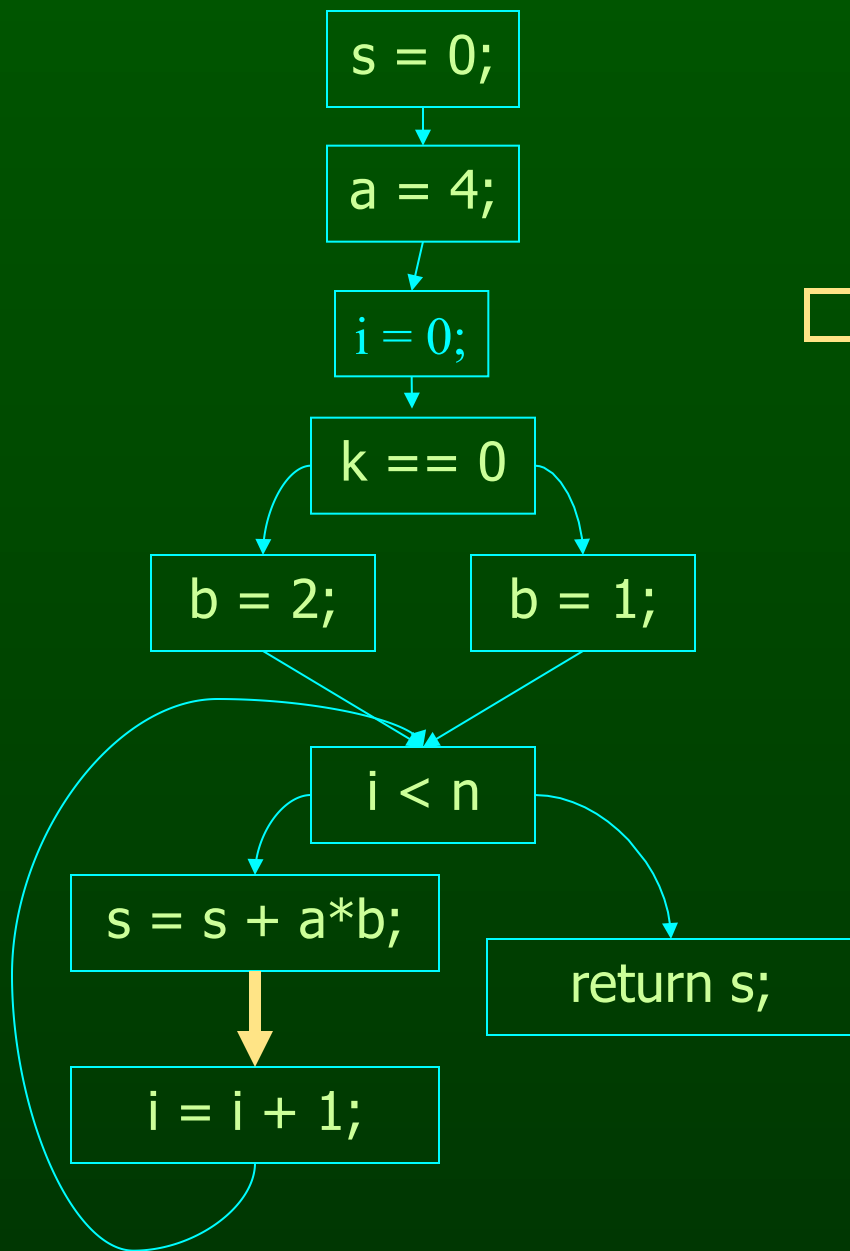 s = 0;
a = 4;
i = 0;
k == 0
b = 2;
b = 1;
i < n
s = s + a*b;
return s;
i = i + 1;